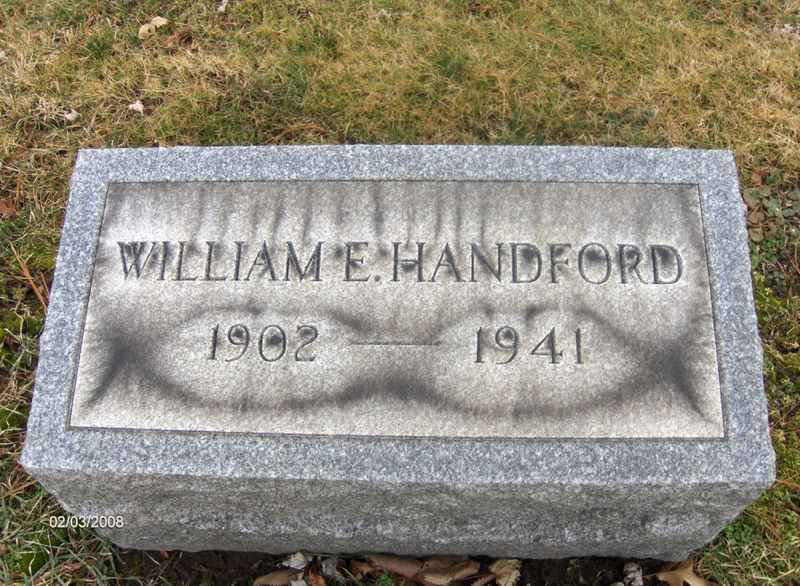 WILLIAM E. HANDFORD
1902 — 1941
02/03/2008